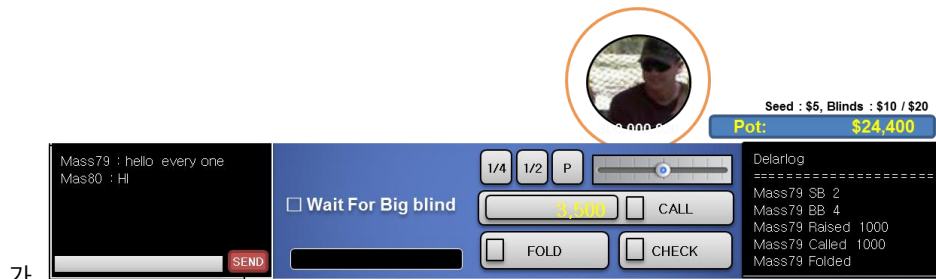 Seed : $5, Blinds : $10 / $20
Pot: $24,400
Mass79 : hello every one
Mas80 : HI
SEND
Wait For Big blind
1/4 1/2 P
3,500 CALL
FOLD CHECK
Delarlog
======================
Mass79 SB 2
Mass79 BB 4
Mass79 Raised 1000
Mass79 Called 1000
Mass79 Folded